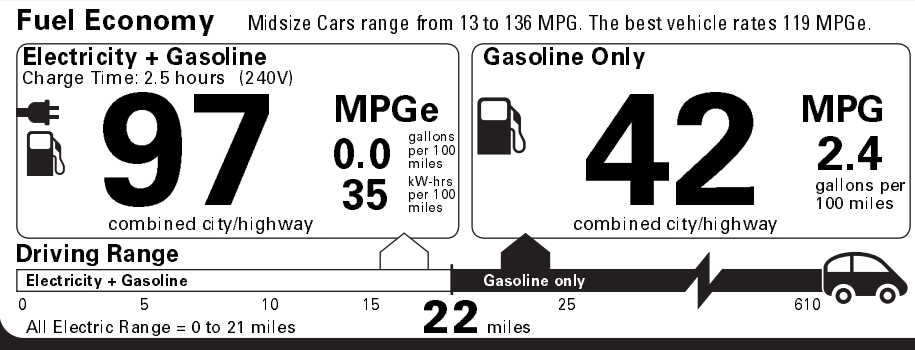 Fuel Economy Midsize Cars range from 13 to 136 MPG. The best vehicle rates 119 MPGe.
Electricity + Gasoline
Charge Time: 2.5 hours (240V)
97
combined city/highway
MPGe
0.0 gallons per 100 miles
35 kW-hrs per 100 miles
Gasoline Only
42
combined city/highway
MPG
2.4
gallons per
100 miles
Driving Range
Electricity + Gasoline Gasoline only
0 5 10 15 22 miles 25 610
All Electric Range = 0 to 21 miles